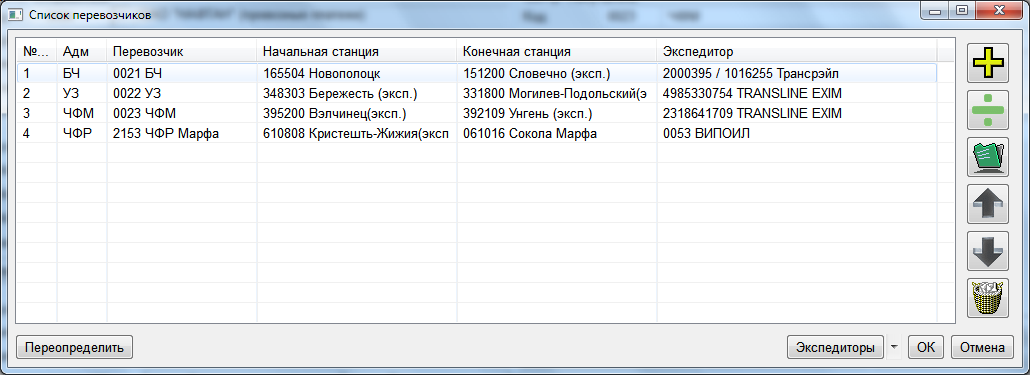 Список перевозчиков
№... Адм Перевозчик Начальная станция Конечная станция Экспедитор
1 БЧ 0021 БЧ 165504 Новополоцк 151200 Словечно (эксп.) 2000395 / 1016255 Трансрэйл
2 УЗ 0022 УЗ 348303 Бережесть (эксп.) 331800 Могилев-Подольский(э 4985330754 TRANSLINE EXIM
3 ЧФМ 0023 ЧФМ 395200 Вэлчинец(эксп.) 392109 Унгень (эксп.) 2318641709 TRANSLINE EXIM
4 ЧФР 2153 ЧФР Марфа 610808 Кристешть-Жижия(эксп 061016 Сокола Марфа 0053 ВИПОИЛ
Переопределить Экспедиторы OK Отмена